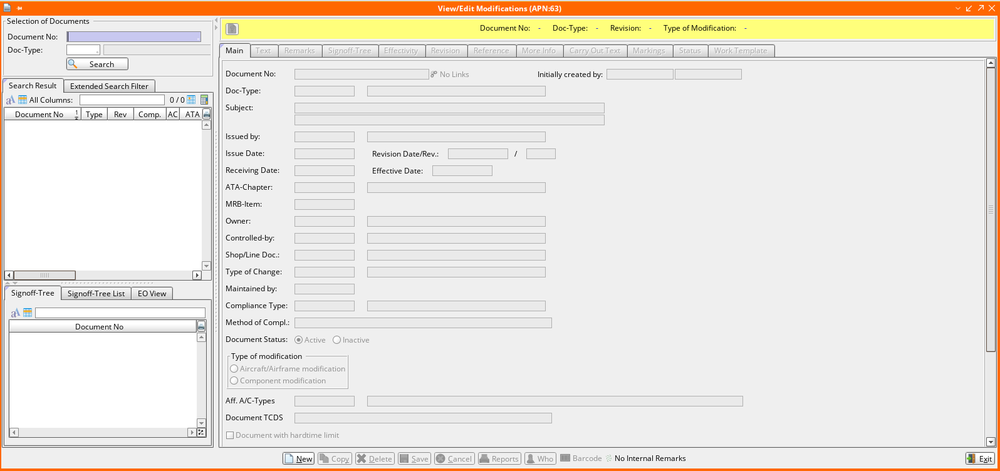 View/Edit Modifications (APN:63)
Selection of Documents
Document No:
Doc-Type:
Search
Search Result
Extended Search Filter
All Columns:
0 / 0
Document No 1 Type Rev Comp. AC ATA
Signoff-Tree Signoff-Tree List EO View
Document No
Document No: - Doc-Type: - Revision: - Type of Modification: -
Main Text Remarks Signoff-Tree Effectivity Revision Reference More Info Carry Out Text Markings Status Work Template
Document No: No Links Initially created by:
Doc-Type:
Subject:
Issued by:
Issue Date: Revision Date/Rev.: /
Receiving Date: Effective Date:
ATA-Chapter:
MRB-Item:
Owner:
Controlled-by:
Shop/Line Doc.:
Type of Change:
Maintained by:
Compliance Type:
Method of Compl.:
Document Status: Active Inactive
Type of modification
Aircraft/Airframe modification
Component modification
Aff. A/C-Types
Document TCDS
Document with hardtime limit
New Copy Delete Save Cancel Reports Who Barcode No Internal Remarks Exit